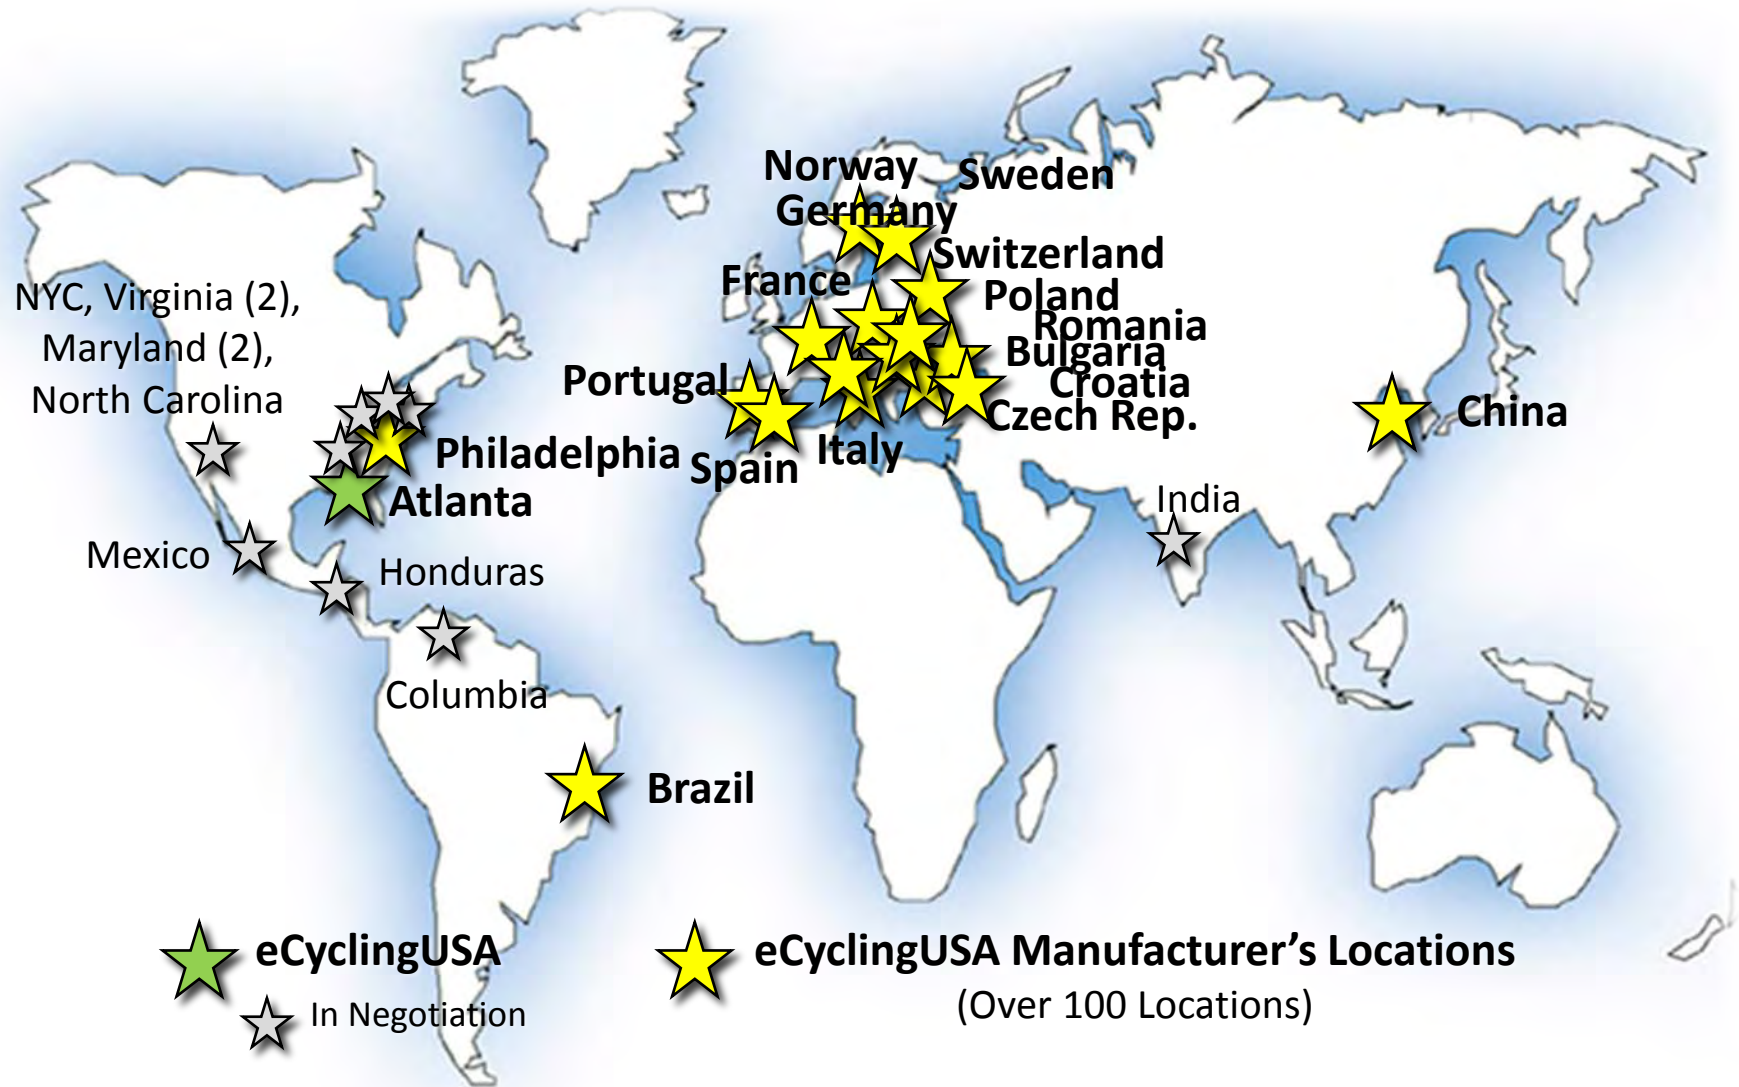 Norway
Sweden
Germany
Switzerland
France
Poland
Romania
Bulgaria
Croatia
Czech Rep.
Portugal
Spain
Italy
NYC, Virginia (2),
Maryland (2),
North Carolina
Philadelphia
Atlanta
China
India
Mexico
Honduras
Columbia
Brazil
eCyclingUSA
In Negotiation
eCyclingUSA Manufacturer’s Locations
(Over 100 Locations)